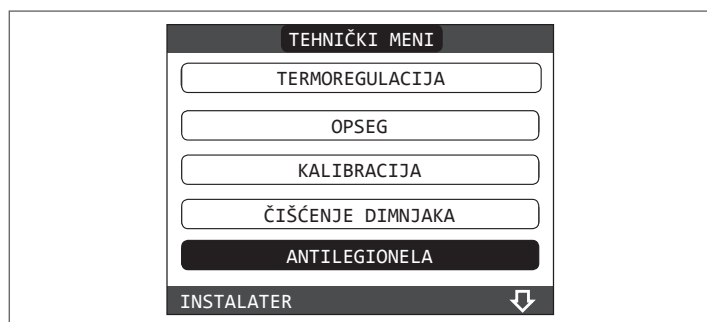 TEHNIČKI MENI
TERMOREGULACIJA
OPSEG
KALIBRACIJA
ČIŠĆENJE DIMNJAKA
ANTILEGIONELA
INSTALATER